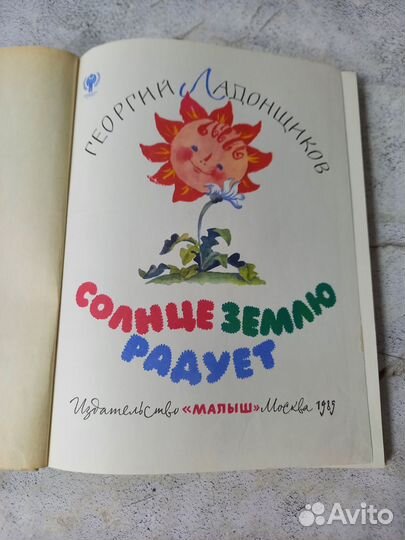 ГЕОРГИЙ ЛАДОНЩИКОВ
СОЛНЦЕ ЗЕМЛЮ
РАДУЕТ
Издательство «МАЛЫШ» Москва 1989
Avito